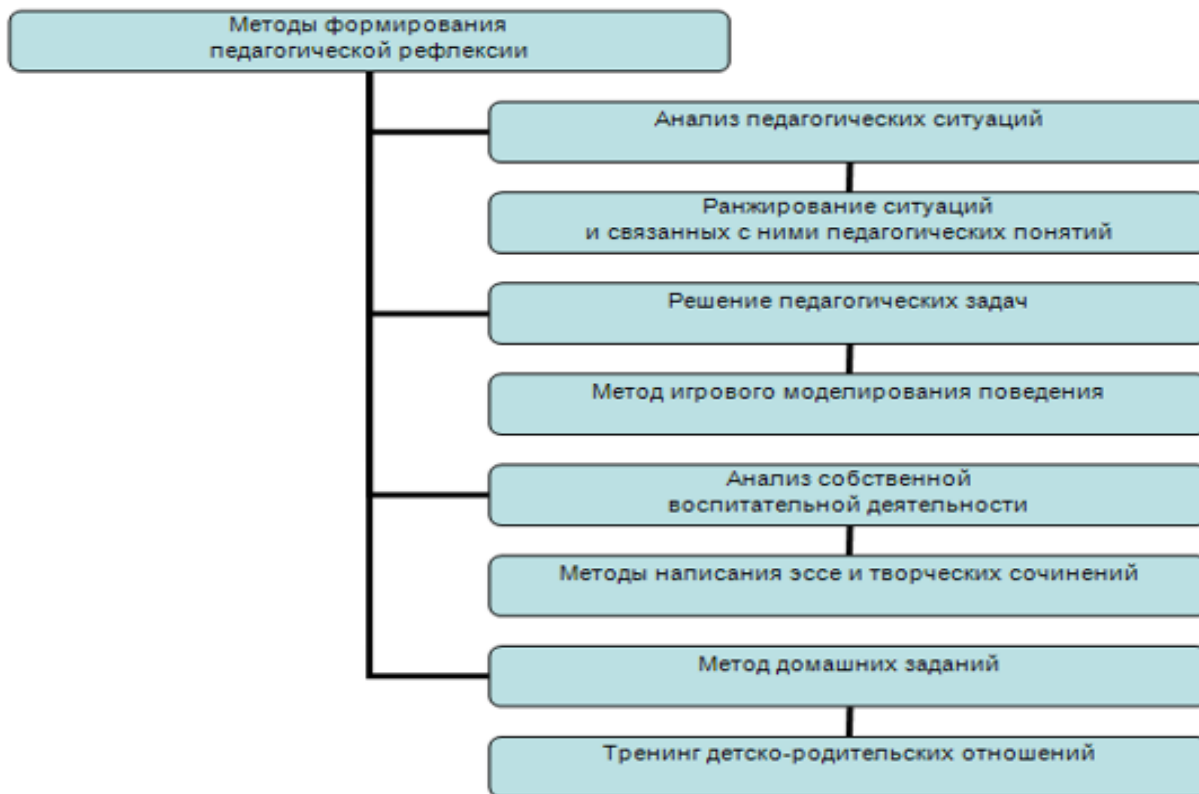 Методы формирования
педагогической рефлексии
Анализ педагогических ситуаций
Ранжирование ситуаций
и связанных с ними педагогических понятий
Решение педагогических задач
Метод игрового моделирования поведения
Анализ собственной
воспитательной деятельности
Методы написания эссе и творческих сочинений
Метод домашних заданий
Тренинг детско-родительских отношений